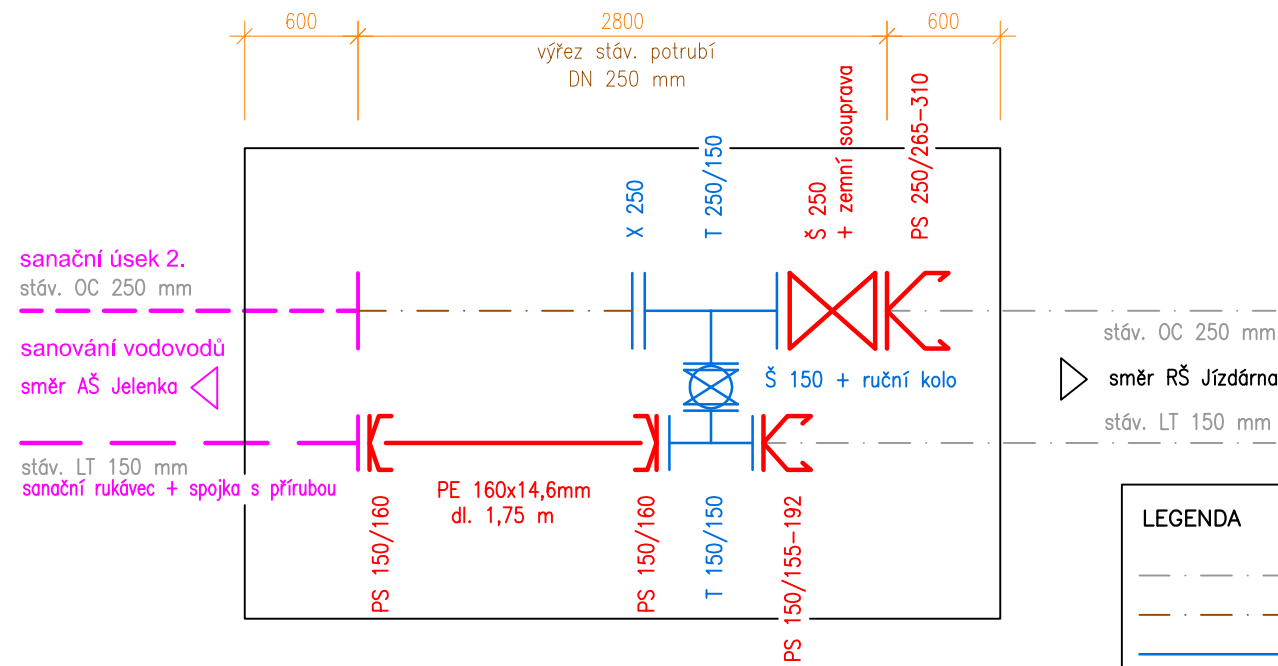 600
2800
600
výřez stáv. potrubí
DN 250 mm
X 250
T 250/150
Š 250
+ zemní souprava
PS 250/265-310
sanační úsek 2.
stáv. OC 250 mm
sanování vodovodů
směr AŠ Jelenka
Š 150 + ruční kolo
stáv. OC 250 mm
směr RŠ Jízdárna
stáv. LT 150 mm
stáv. LT 150 mm
sanační rukávec + spojka s přírubou
PS 150/160
PE 160x14,6mm
dl. 1,75 m
PS 150/160
T 150/150
PS 150/155-192
LEGENDA